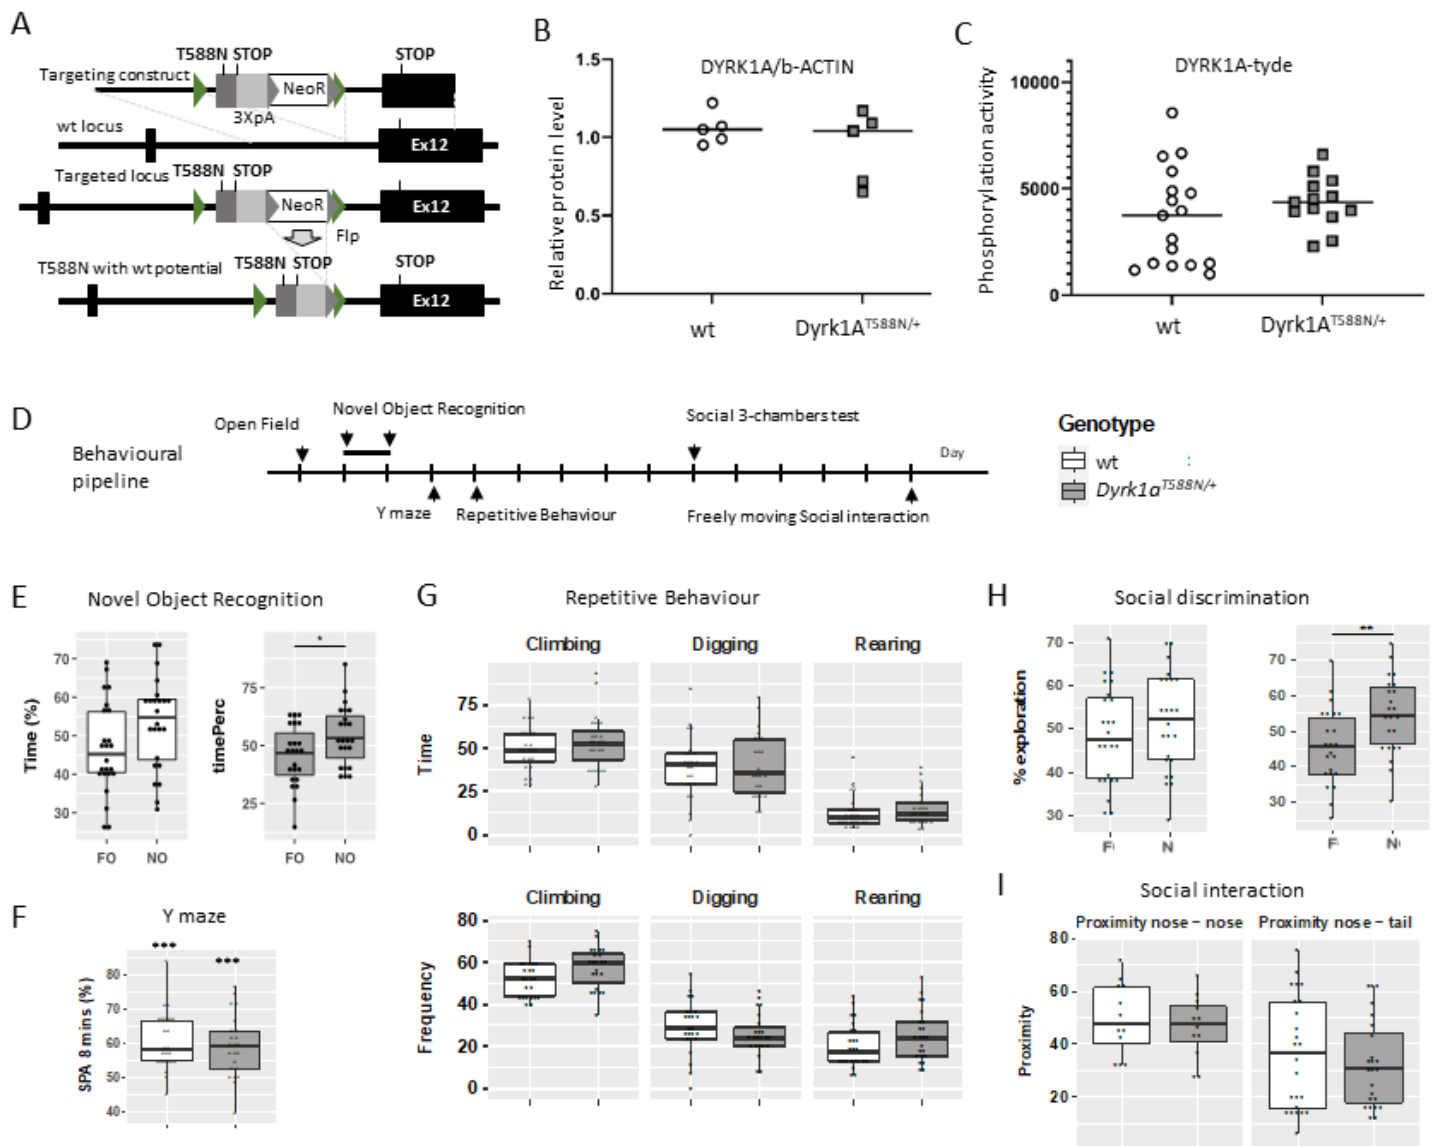 A
T588N STOP
STOP
Targeting construct
NeoR
3XpA
wt locus
Ex12
Targeted locus
T588N STOP
NeoR
Ex12
Flp
T588N with wt potential
T588N STOP
STOP
Ex12
B
DYRK1A/b-ACTIN
Relative protein level
1.5
1.0
0.5
0.0
wt
Dyrk1A^T588N/+
C
DYRK1A-tyde
Phosphorylation activity
10000
5000
0
wt
Dyrk1A^T588N/+
D
Behavioural
pipeline
Open Field
Novel Object Recognition
Social 3-chambers test
Day
Y maze
Repetitive Behaviour
Freely moving Social interaction
Genotype
wt
Dyrk1a^T588N/+
E
Novel Object Recognition
Time (%)
70
60
50
40
30
FO
NO
timePerc
75
50
25
*
FO
NO
F
Y maze
SPA 8 mins (%)
80
70
60
50
40
***
***
G
Repetitive Behaviour
Climbing
Digging
Rearing
Time
75
50
25
0
Climbing
Digging
Rearing
Frequency
80
60
40
20
0
H
Social discrimination
% exploration
70
60
50
40
30
F
N
70
60
50
40
30
**
F
N
I
Social interaction
Proximity nose – nose
Proximity nose – tail
Proximity
80
60
40
20